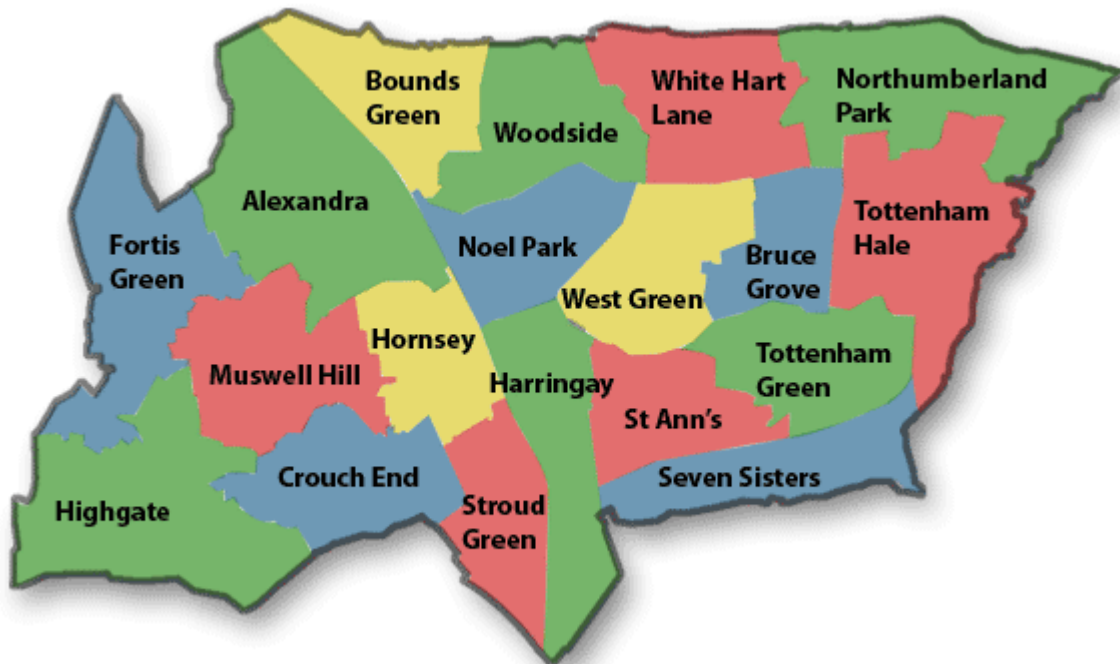 Bounds
Green
White Hart
Lane
Northumberland
Park
Woodside
Alexandra
Tottenham
Hale
Fortis
Green
Noel Park
Bruce
Grove
West Green
Hornsey
Muswell Hill
Harringay
Tottenham
Green
St Ann's
Crouch End
Seven Sisters
Stroud
Green
Highgate